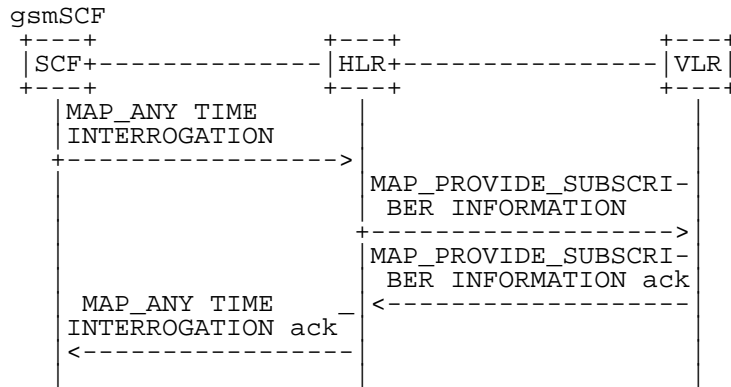 gsmSCF
SCF HLR VLR
MAP_ANY TIME
INTERROGATION
MAP_PROVIDE_SUBSCRI-
BER INFORMATION
MAP_PROVIDE_SUBSCRI-
BER INFORMATION ack
MAP_ANY TIME _
INTERROGATION ack